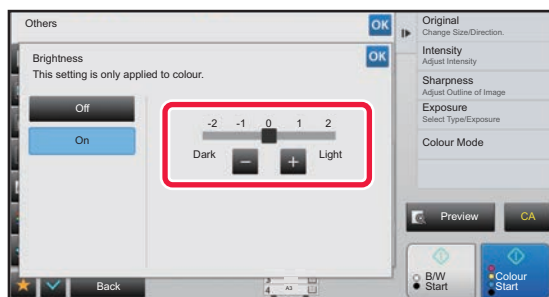 Others
OK
Brightness
OK
This setting is only applied to colour.
Off
On
-2 -1 0 1 2
Dark − + Light
Back
3
4 A3
Original
Change Size/Direction.
Intensity
Adjust Intensity
Sharpness
Adjust Outline of Image
Exposure
Select Type/Exposure
Colour Mode
Preview
CA
B/W
Start
Colour
Start